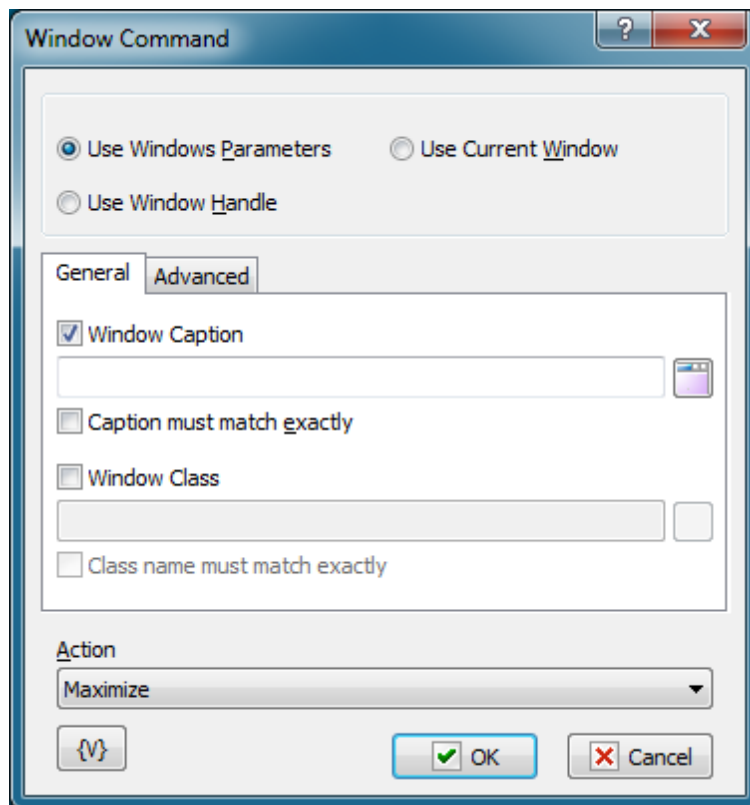 Window Command
?
Use Windows Parameters
Use Current Window
Use Window Handle
General
Advanced
Window Caption
Caption must match exactly
Window Class
Class name must match exactly
Action
Maximize
{V}
OK
Cancel